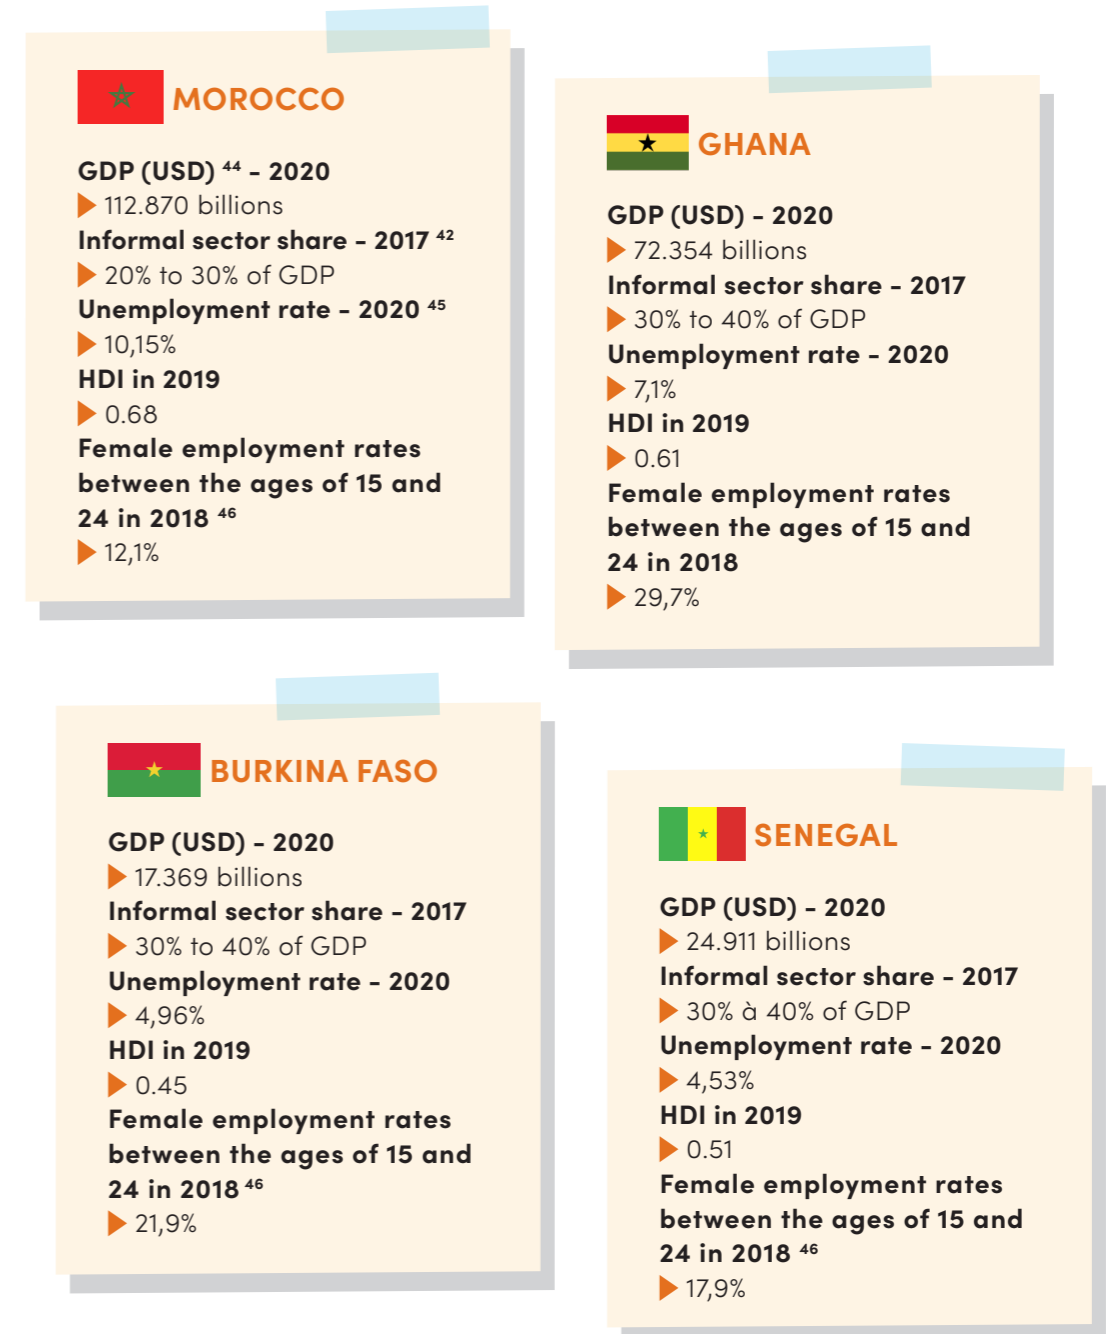 MOROCCO
GDP (USD) 44 - 2020
112.870 billions
Informal sector share - 2017 42
20% to 30% of GDP
Unemployment rate - 2020 45
10,15%
HDI in 2019
0.68
Female employment rates
between the ages of 15 and
24 in 2018 46
12,1%
GHANA
GDP (USD) - 2020
72.354 billions
Informal sector share - 2017
30% to 40% of GDP
Unemployment rate - 2020
7,1%
HDI in 2019
0.61
Female employment rates
between the ages of 15 and
24 in 2018
29,7%
BURKINA FASO
GDP (USD) - 2020
17.369 billions
Informal sector share - 2017
30% to 40% of GDP
Unemployment rate - 2020
4,96%
HDI in 2019
0.45
Female employment rates
between the ages of 15 and
24 in 2018 46
21,9%
SENEGAL
GDP (USD) - 2020
24.911 billions
Informal sector share - 2017
30% à 40% of GDP
Unemployment rate - 2020
4,53%
HDI in 2019
0.51
Female employment rates
between the ages of 15 and
24 in 2018 46
17,9%